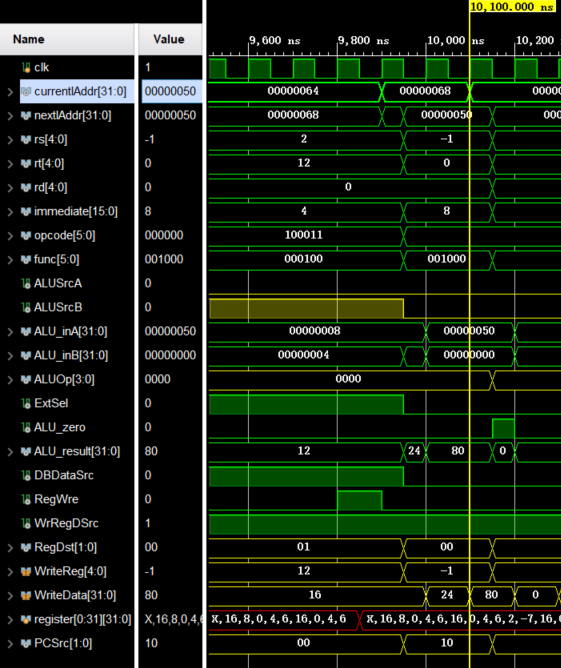 10,100.000 ns
Name Value
9,600 ns 9,800 ns 10,000 ns 10,200
clk 1
currentIAddr[31:0] 00000050 00000064 00000068 00000
nextIAddr[31:0] 00000050 00000068 00000050 000
rs[4:0] -1 2 -1
rt[4:0] 0 12 0
rd[4:0] 0 0
immediate[15:0] 8 4 8
opcode[5:0] 000000 100011
func[5:0] 001000 000100 001000
ALUSrcA 0
ALUSrcB 0
ALU_inA[31:0] 00000050 00000008 00000050
ALU_inB[31:0] 00000000 00000004 00000000
ALUOp[3:0] 0000 0000
ExtSel 0
ALU_zero 0
ALU_result[31:0] 80 12 24 80 0
DBDataSrc 0
RegWre 0
WrRegDSrc 1
RegDst[1:0] 00 01 00
WriteReg[4:0] -1 12 -1
WriteData[31:0] 80 16 24 80 0
register[0:31][31:0] X,16,8,0,4,6 X,16,8,0,4,6,16,0,4,6 X,16,8,0,4,6,16,0,4,6,2,-7,16,6
PCSrc[1:0] 10 00 10